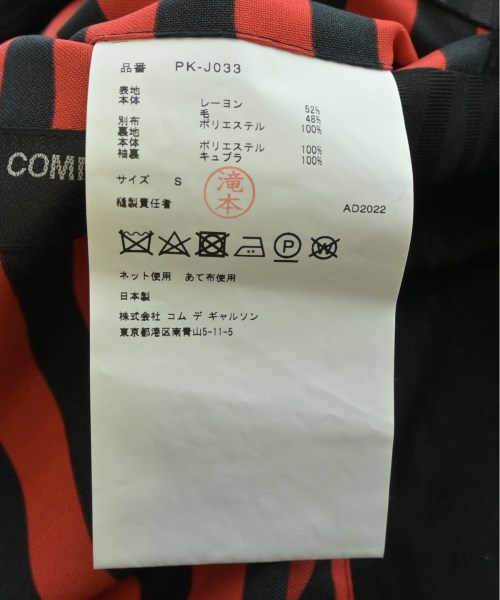 品番 PK-J033
表地
本体 レーヨン 52%
毛 48%
別布 ポリエステル 100%
裏地
本体 ポリエステル 100%
袖裏 キュプラ 100%
サイズ S
滝本
縫製責任者 AD2022
P W
ネット使用 あて布使用
日本製
株式会社 コム デ ギャルソン
東京都港区南青山5-11-5
COM